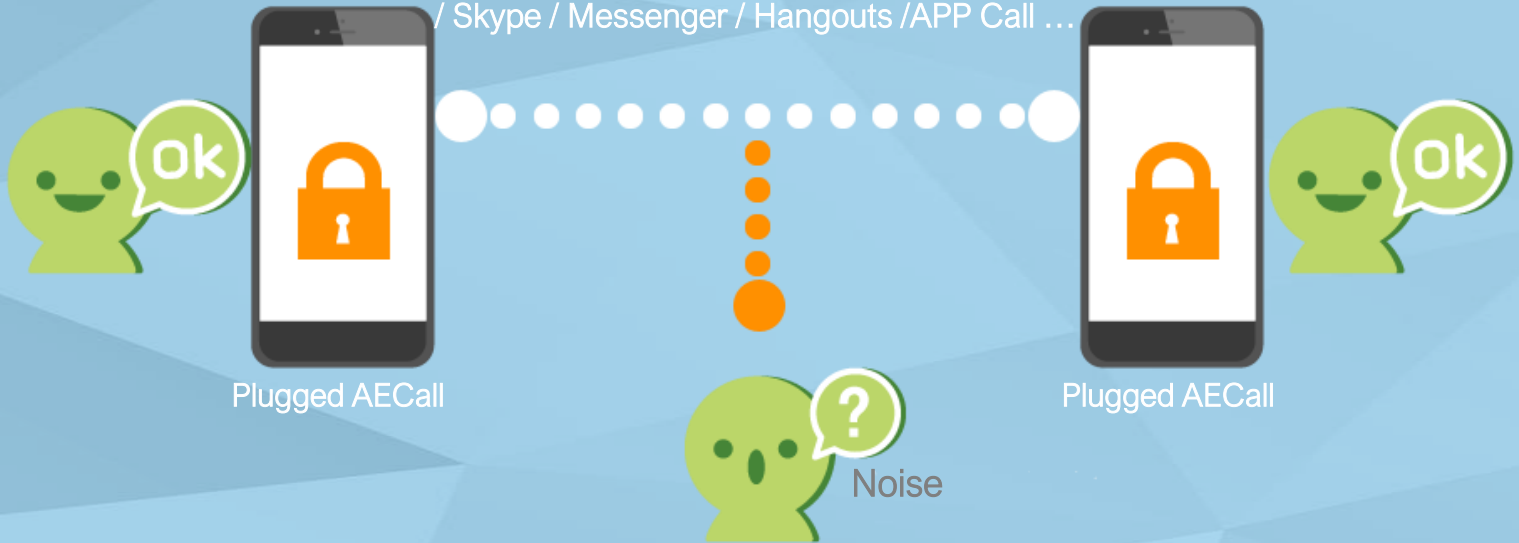 / Skype / Messenger / Hangouts /APP Call …
ok
ok
Plugged AECall
Plugged AECall
?
Noise